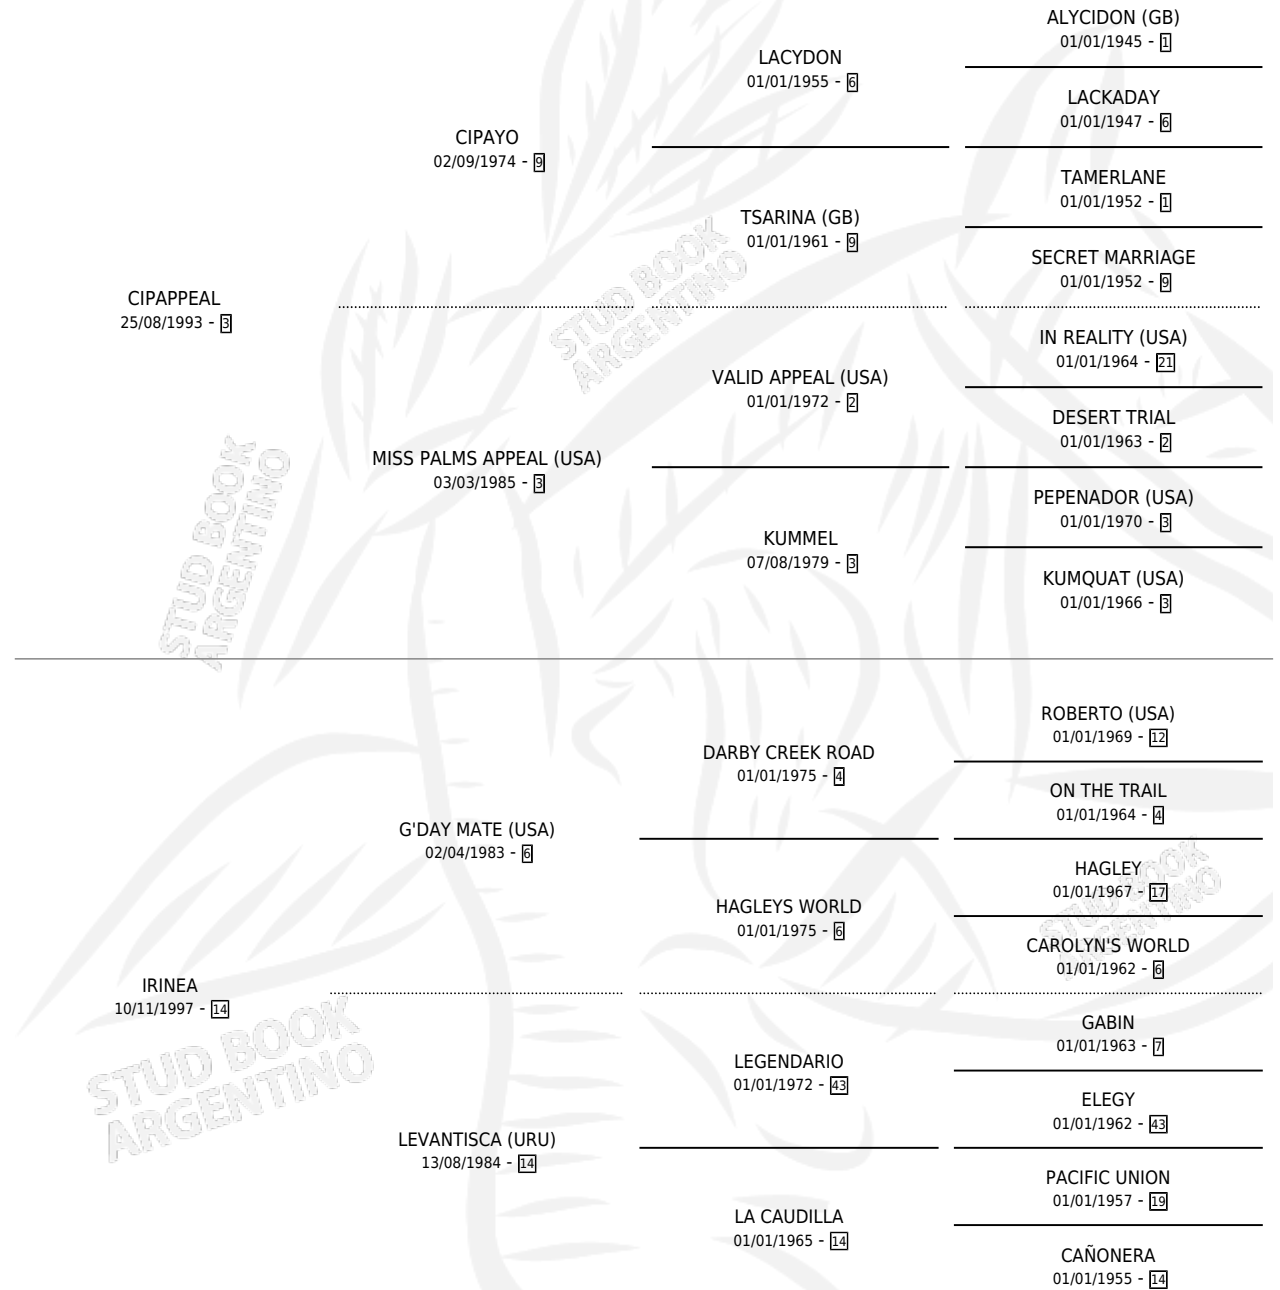 CIPAPPEAL
25/08/1993 - 3
CIPAYO
02/09/1974 - 9
LACYDON
01/01/1955 - 6
ALYCIDON (GB)
01/01/1945 - 1
LACKADAY
01/01/1947 - 6
TSARINA (GB)
01/01/1961 - 9
TAMERLANE
01/01/1952 - 1
SECRET MARRIAGE
01/01/1952 - 9
MISS PALMS APPEAL (USA)
03/03/1985 - 3
VALID APPEAL (USA)
01/01/1972 - 2
IN REALITY (USA)
01/01/1964 - 21
DESERT TRIAL
01/01/1963 - 2
KUMMEL
07/08/1979 - 3
PEPENADOR (USA)
01/01/1970 - 3
KUMQUAT (USA)
01/01/1966 - 3
IRINEA
10/11/1997 - 14
G'DAY MATE (USA)
02/04/1983 - 6
DARBY CREEK ROAD
01/01/1975 - 4
ROBERTO (USA)
01/01/1969 - 12
ON THE TRAIL
01/01/1964 - 4
HAGLEYS WORLD
01/01/1975 - 6
HAGLEY
01/01/1967 - 17
CAROLYN'S WORLD
01/01/1962 - 6
LEVANTISCA (URU)
13/08/1984 - 14
LEGENDARIO
01/01/1972 - 43
GABIN
01/01/1963 - 7
ELEGY
01/01/1962 - 43
LA CAUDILLA
01/01/1965 - 14
PACIFIC UNION
01/01/1957 - 19
CAÑONERA
01/01/1955 - 14
STUD BOOK
ARGENTINO
STUD BOOK
ARGENTINO
STUD BOOK
ARGENTINO
STUD BOOK
ARGENTINO